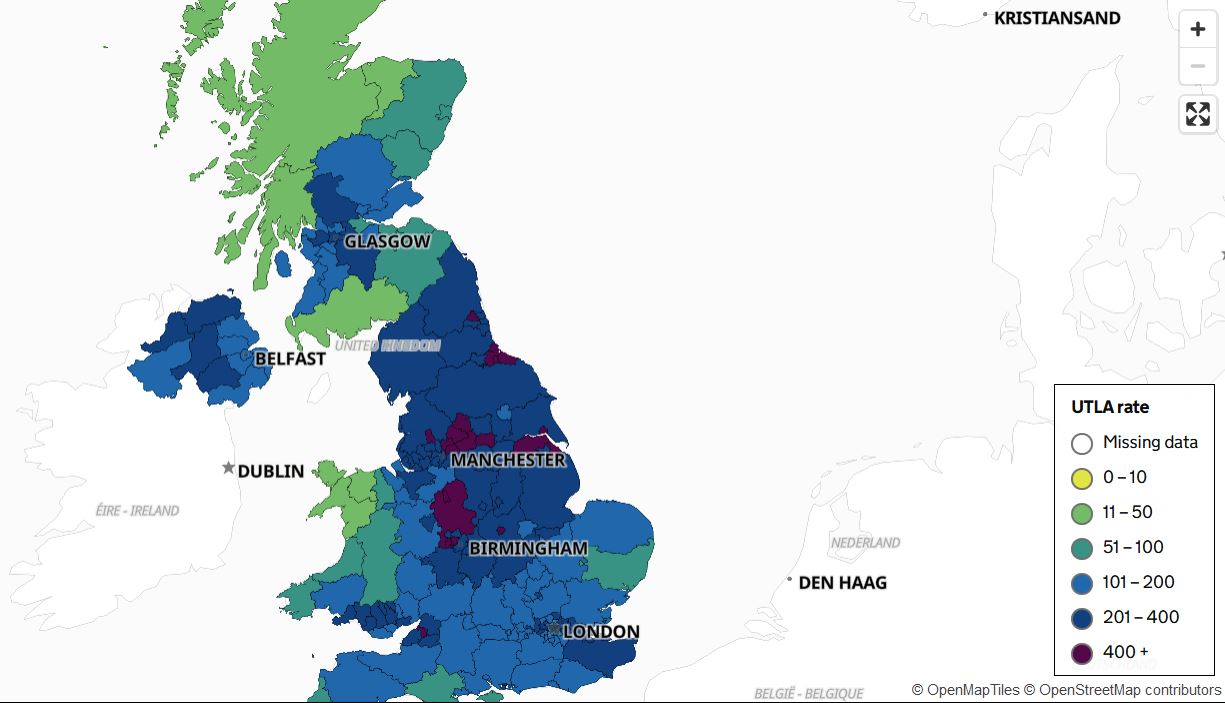 KRISTIANSAND
+
−
GLASGOW
UNITED KINGDOM
BELFAST
UTLA rate
Missing data
0 – 10
11 – 50
51 – 100
101 – 200
201 – 400
400 +
MANCHESTER
DUBLIN
ÉIRE - IRELAND
BIRMINGHAM
NEDERLAND
DEN HAAG
LONDON
BELGIË - BELGIQUE
© OpenMapTiles © OpenStreetMap contributors